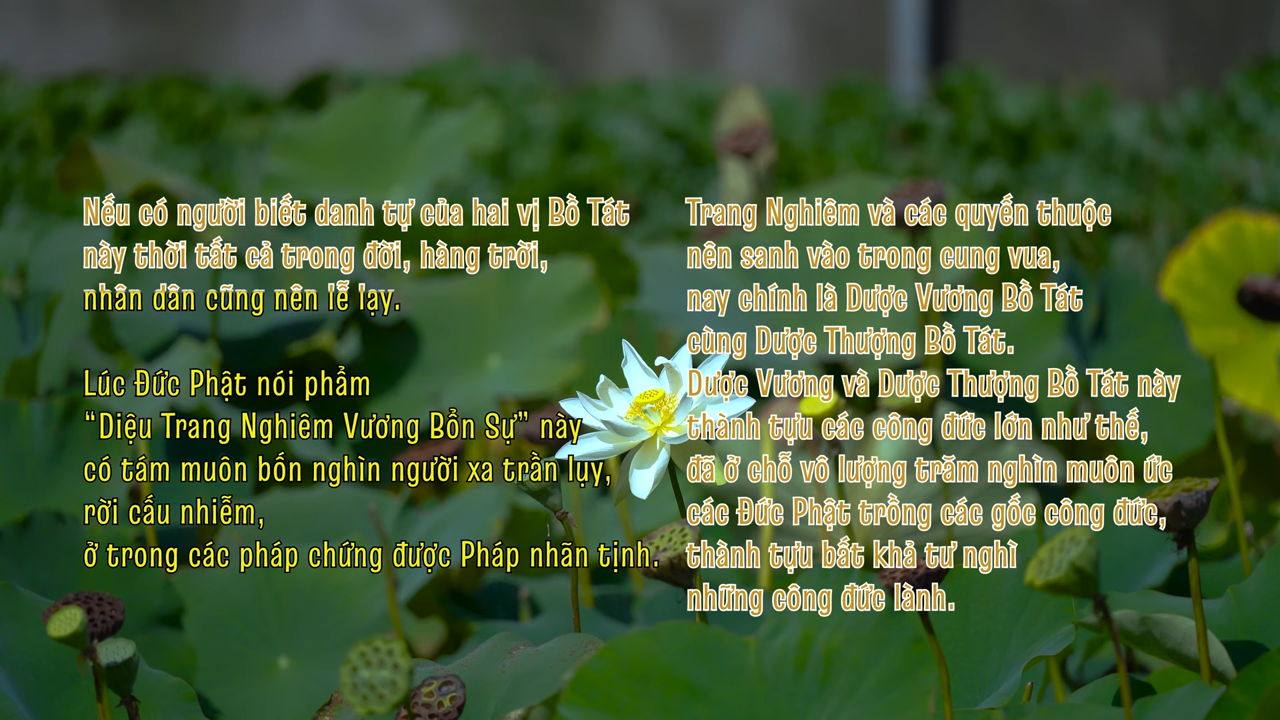 Nếu có người biết danh tự của hai vị Bồ Tát
này thời tất cả trong đời, hàng trời,
nhân dân cũng nên lễ lạy.
Lúc Đức Phật nói phẩm
“Diệu Trang Nghiêm Vương Bổn Sự” này
có tám muôn bốn nghìn người xa trần lụy,
rời cấu nhiễm,
ở trong các pháp chứng được Pháp nhãn tịnh.
Trang Nghiêm và các quyến thuộc
nên sanh vào trong cung vua,
nay chính là Dược Vương Bồ Tát
cùng Dược Thượng Bồ Tát.
Dược Vương và Dược Thượng Bồ Tát này
thành tựu các công đức lớn như thế,
đã ở chỗ vô lượng trăm nghìn muôn ức
các Đức Phật trồng các gốc công đức,
thành tựu bất khả tư nghì
những công đức lành.